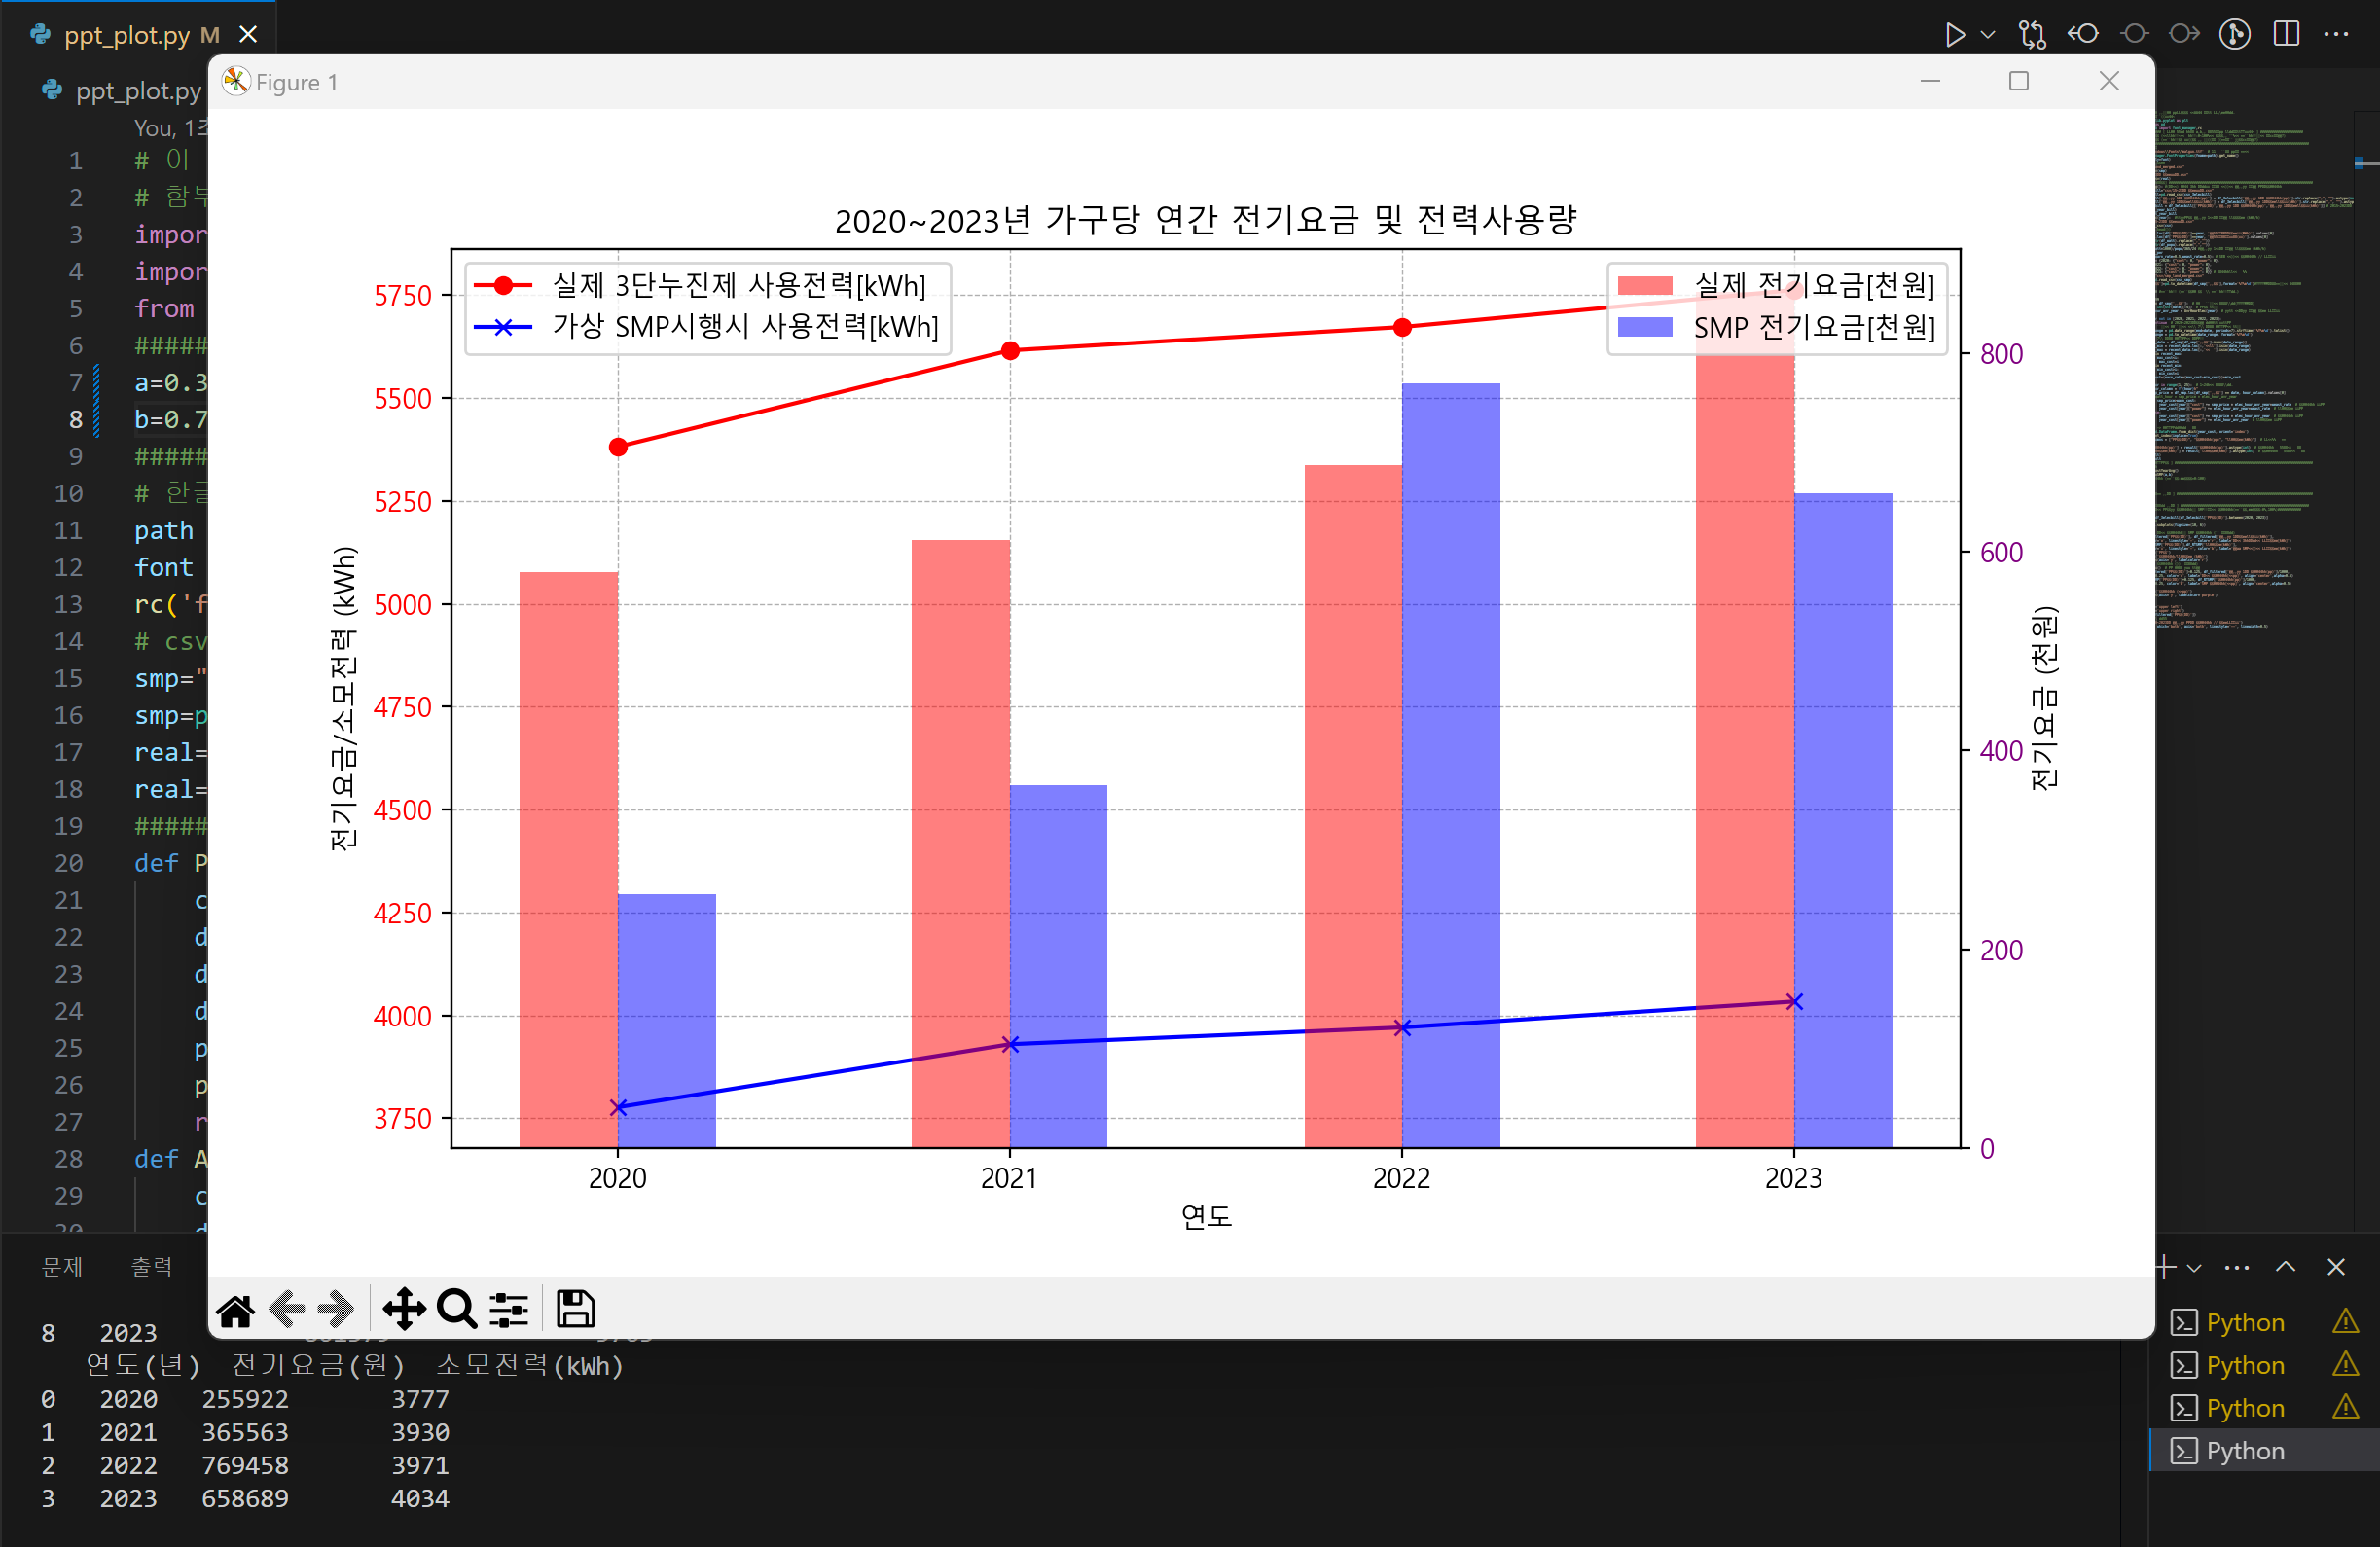 ppt_plot.py M
ppt_plot.py
Figure 1
You, 1초
1 # 이
2 # 함부
3 impor
4 impor
5 from
6 #####
7 a=0.3
8 b=0.7
9 #####
10 # 한글
11 path
12 font
13 rc('f
14 # csv
15 smp="
16 smp=p
17 real=
18 real=
19 #####
20 def P
21 c
22 d
23 d
24 d
25 p
26 p
27 r
28 def A
29 c
30 d
2020~2023년 가구당 연간 전기요금 및 전력사용량
실제 3단누진제 사용전력[kWh]
가상 SMP시행시 사용전력[kWh]
실제 전기요금[천원]
SMP 전기요금[천원]
전기요금/소모전력 (kWh)
5750
5500
5250
5000
4750
4500
4250
4000
3750
800
600
400
200
0
전기요금 (천원)
2020 2021 2022 2023
연도
문제 출력
8 2023
연도(년) 전기요금(원) 소모전력(kWh)
0 2020 255922 3777
1 2021 365563 3930
2 2022 769458 3971
3 2023 658689 4034
Python
Python
Python
Python